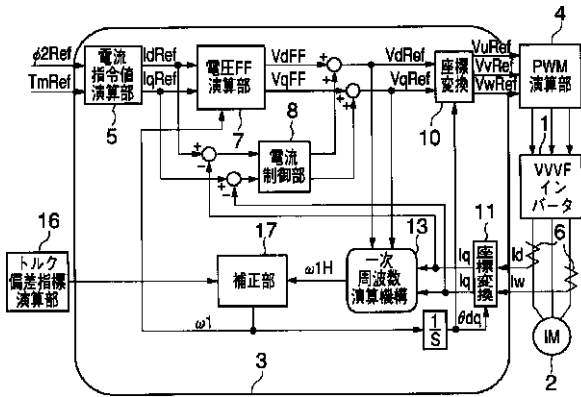 φ2Ref
TmRef
電流
指令値
演算部
5
IdRef
IqRef
電圧FF
演算部
7
VdFF
VqFF
+
+
+
+
VdRef
VqRef
座標
変換
10
VuRef
VvRef
VwRef
4
PWM
演算部
8
電流
制御部
+
−
+
−
1
VVVF
イン
バータ
6
16
トルク
偏差指標
演算部
17
補正部
ω1H
13
一次
周波数
演算機構
Iq
Iq
11
座標変換
Id
Iw
ω1
1
S
θdq
IM
2
3